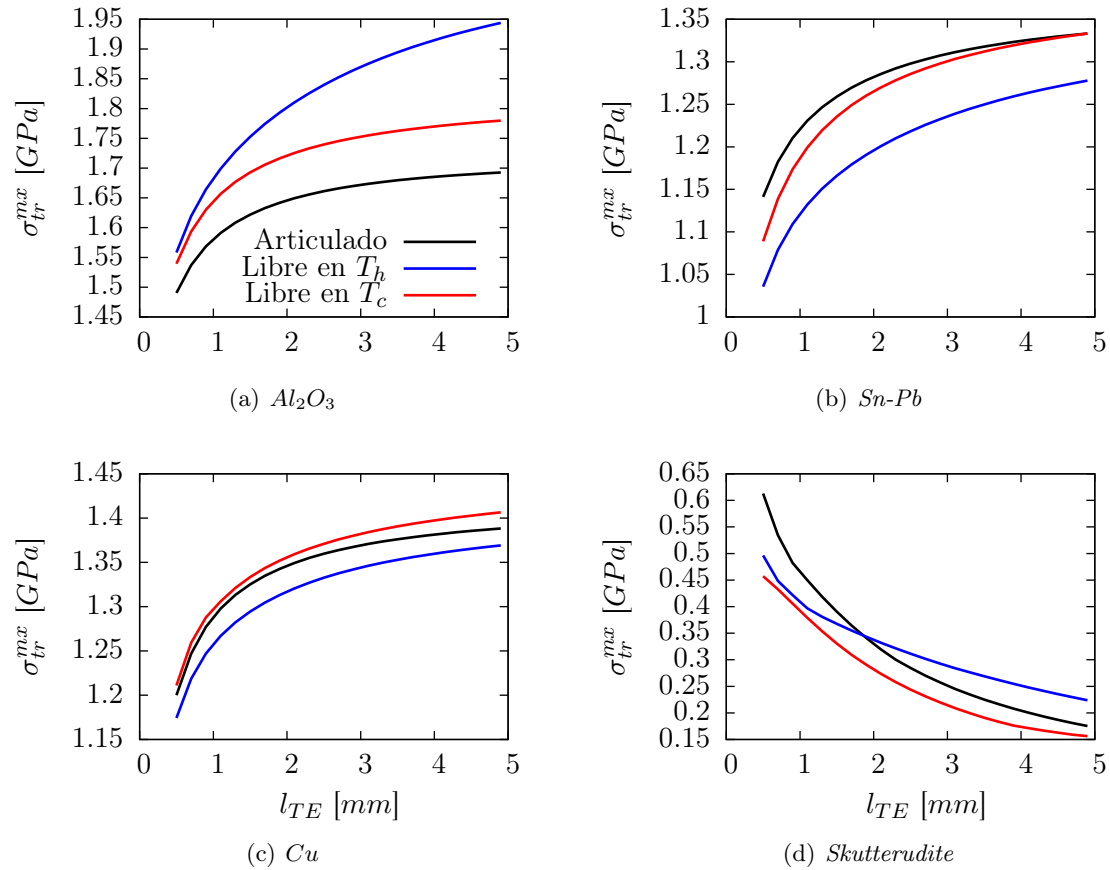 1.95
1.9
1.85
1.8
1.75
1.7
1.65
1.6
1.55
1.5
1.45
σ_tr^mx [GPa]
Articulado
Libre en T_h
Libre en T_c
0 1 2 3 4 5
(a) Al₂O₃
1.35
1.3
1.25
1.2
1.15
1.1
1.05
1
σ_tr^mx [GPa]
0 1 2 3 4 5
(b) Sn-Pb
1.45
1.4
1.35
1.3
1.25
1.2
1.15
σ_tr^mx [GPa]
0 1 2 3 4 5
l_TE [mm]
(c) Cu
0.65
0.6
0.55
0.5
0.45
0.4
0.35
0.3
0.25
0.2
0.15
σ_tr^mx [GPa]
0 1 2 3 4 5
l_TE [mm]
(d) Skutterudite